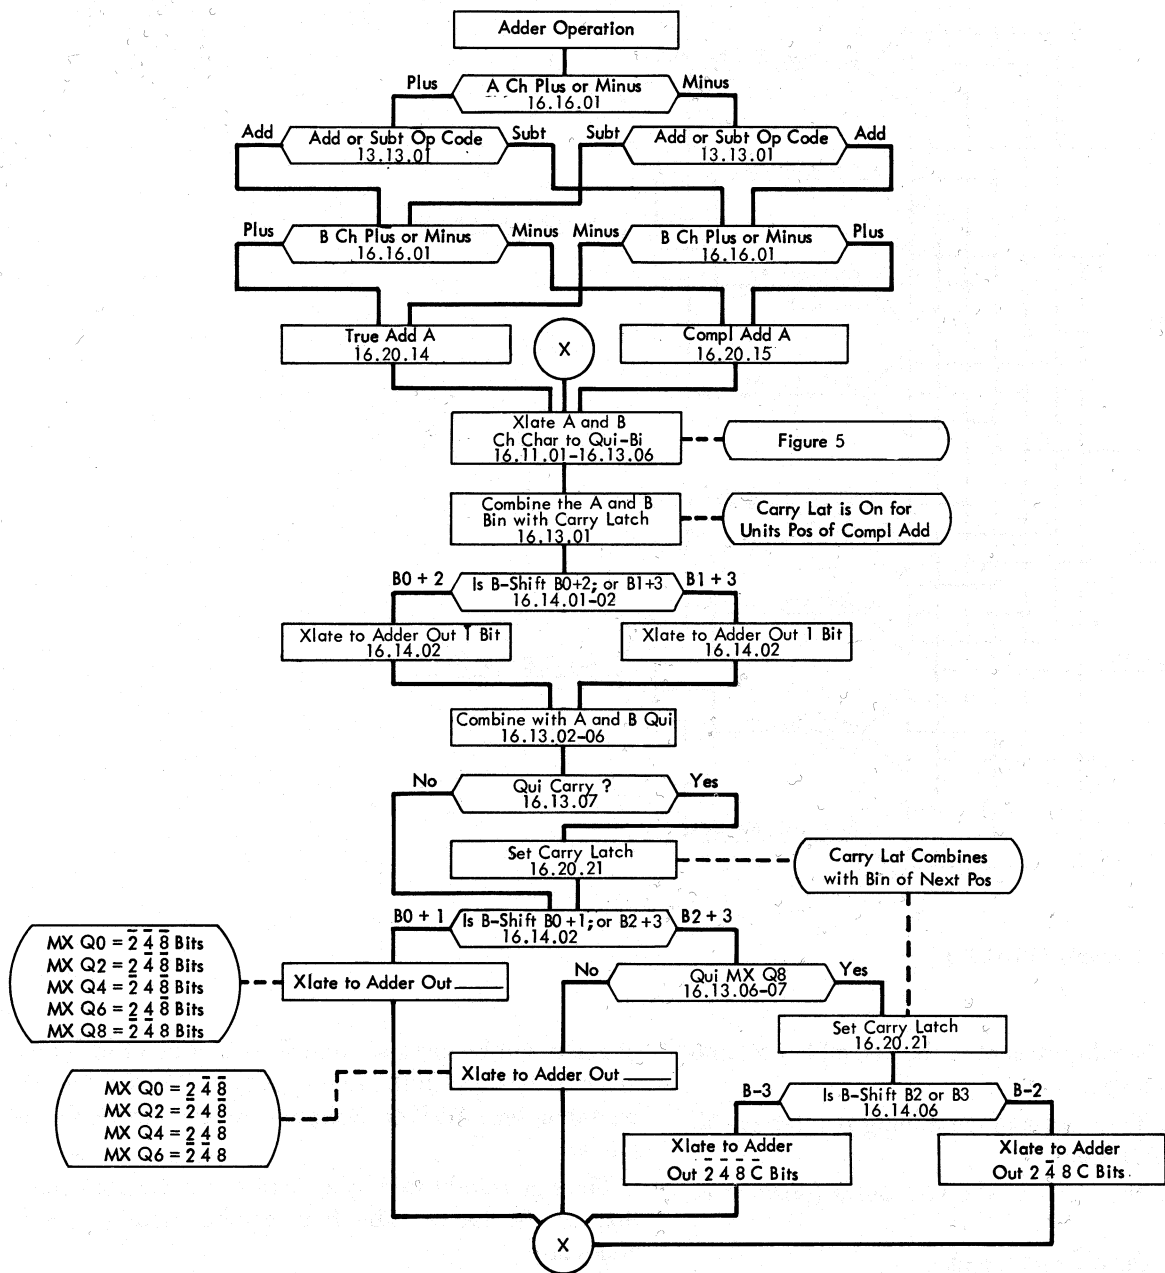 Adder Operation
Plus
A Ch Plus or Minus
16.16.01
Minus
Add
Add or Subt Op Code
13.13.01
Subt
Subt
Add or Subt Op Code
13.13.01
Add
Plus
B Ch Plus or Minus
16.16.01
Minus
Minus
B Ch Plus or Minus
16.16.01
Plus
True Add A
16.20.14
X
Compl Add A
16.20.15
Xlate A and B
Ch Char to Qui-Bi
16.11.01-16.13.06
Figure 5
Combine the A and B
Bin with Carry Latch
16.13.01
Carry Lat is On for
Units Pos of Compl Add
B0 + 2
Is B-Shift B0+2; or B1+3
16.14.01-02
B1 + 3
Xlate to Adder Out 1̅ Bit
16.14.02
Xlate to Adder Out 1 Bit
16.14.02
Combine with A and B Qui
16.13.02-06
No
Qui Carry ?
16.13.07
Yes
Set Carry Latch
16.20.21
Carry Lat Combines
with Bin of Next Pos
B0 + 1
Is B-Shift B0 +1; or B2 +3
16.14.02
B2 + 3
MX Q0 = 2̅ 4̅ 8̅ Bits
MX Q2 = 2 4̅ 8̅ Bits
MX Q4 = 2̅ 4 8̅ Bits
MX Q6 = 2 4 8̅ Bits
MX Q8 = 2̅ 4̅ 8 Bits
Xlate to Adder Out ______
No
Qui MX Q8
16.13.06-07
Yes
Set Carry Latch
16.20.21
Xlate to Adder Out ______
MX Q0 = 2 4̅ 8̅
MX Q2 = 2̅ 4 8̅
MX Q4 = 2 4 8̅
MX Q6 = 2̅ 4̅ 8
B-3
Is B-Shift B2 or B3
16.14.06
B-2
Xlate to Adder
Out 2̅ 4̅ 8̅ C̅ Bits
Xlate to Adder
Out 2 4̅ 8 C Bits
X